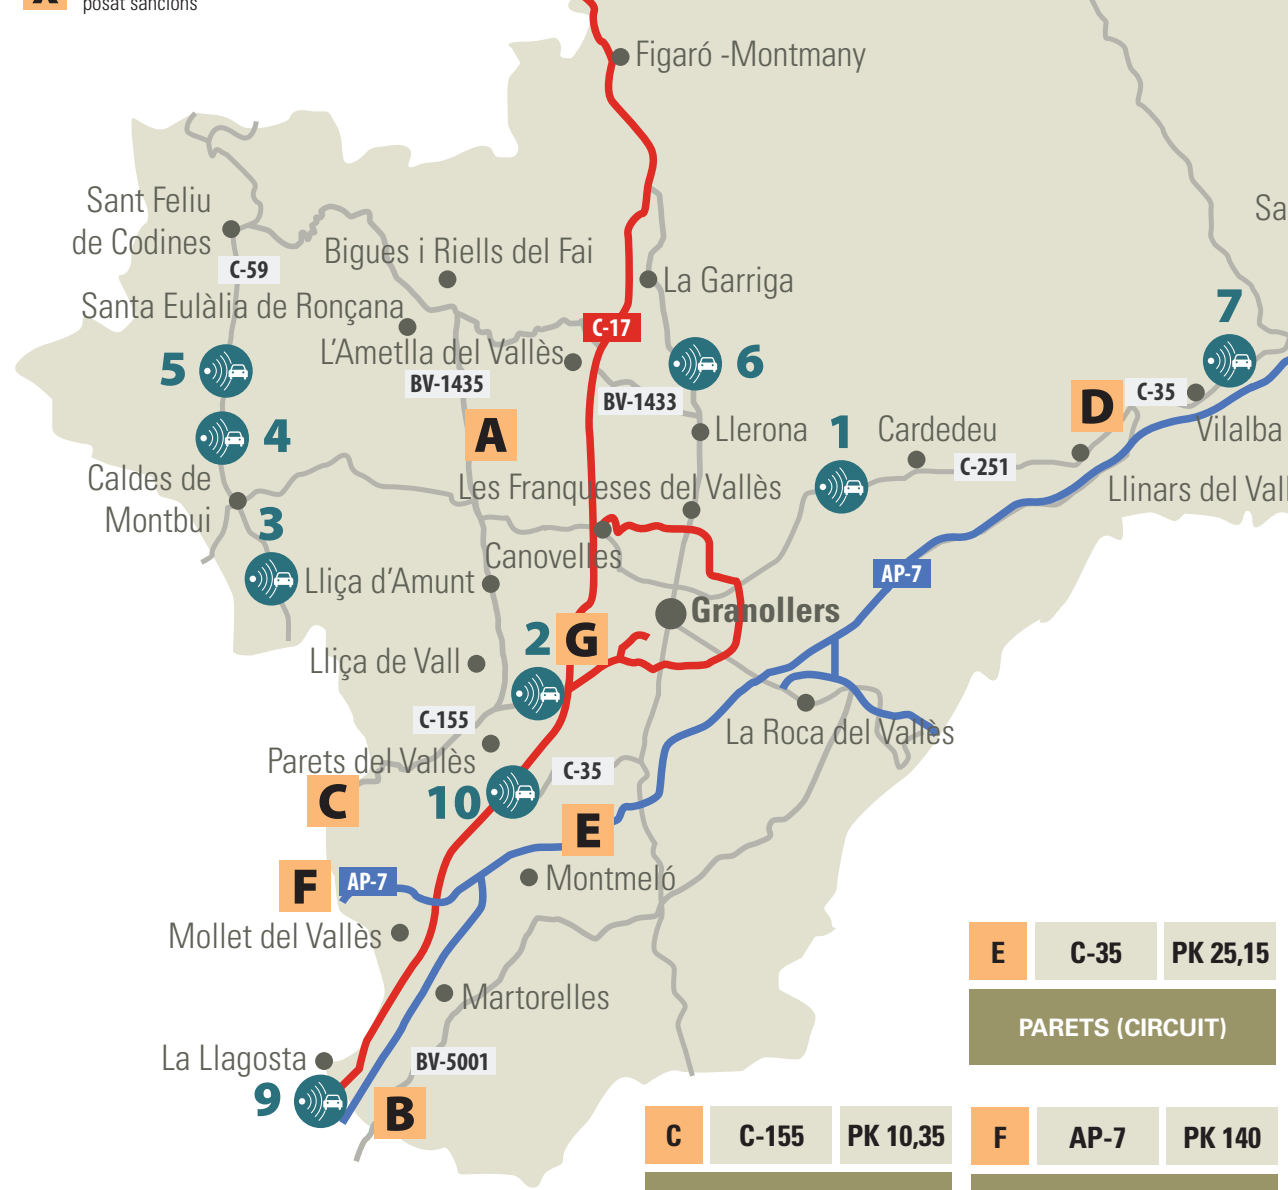 A
posat sancions
Figaró -Montmany
Sant Feliu
de Codines
C-59
Bigues i Riells del Fai
La Garriga
Santa Eulàlia de Ronçana
C-17
7
L'Ametlla del Vallès
5
BV-1435
BV-1433
6
D
C-35
A
4
Llerona
1
Cardedeu
Vilalba
C-251
Caldes de
Montbui
Les Franqueses del Vallès
Llinars del Vall
3
Canovelles
Lliça d'Amunt
AP-7
Granollers
2
G
Lliça de Vall
C-155
La Roca del Vallès
Parets del Vallès
C-35
C
10
E
F
AP-7
Montmeló
Mollet del Vallès
Martorelles
La Llagosta
BV-5001
9
B
Sa
E
C-35
PK 25,15
PARETS (CIRCUIT)
C
C-155
PK 10,35
F
AP-7
PK 140